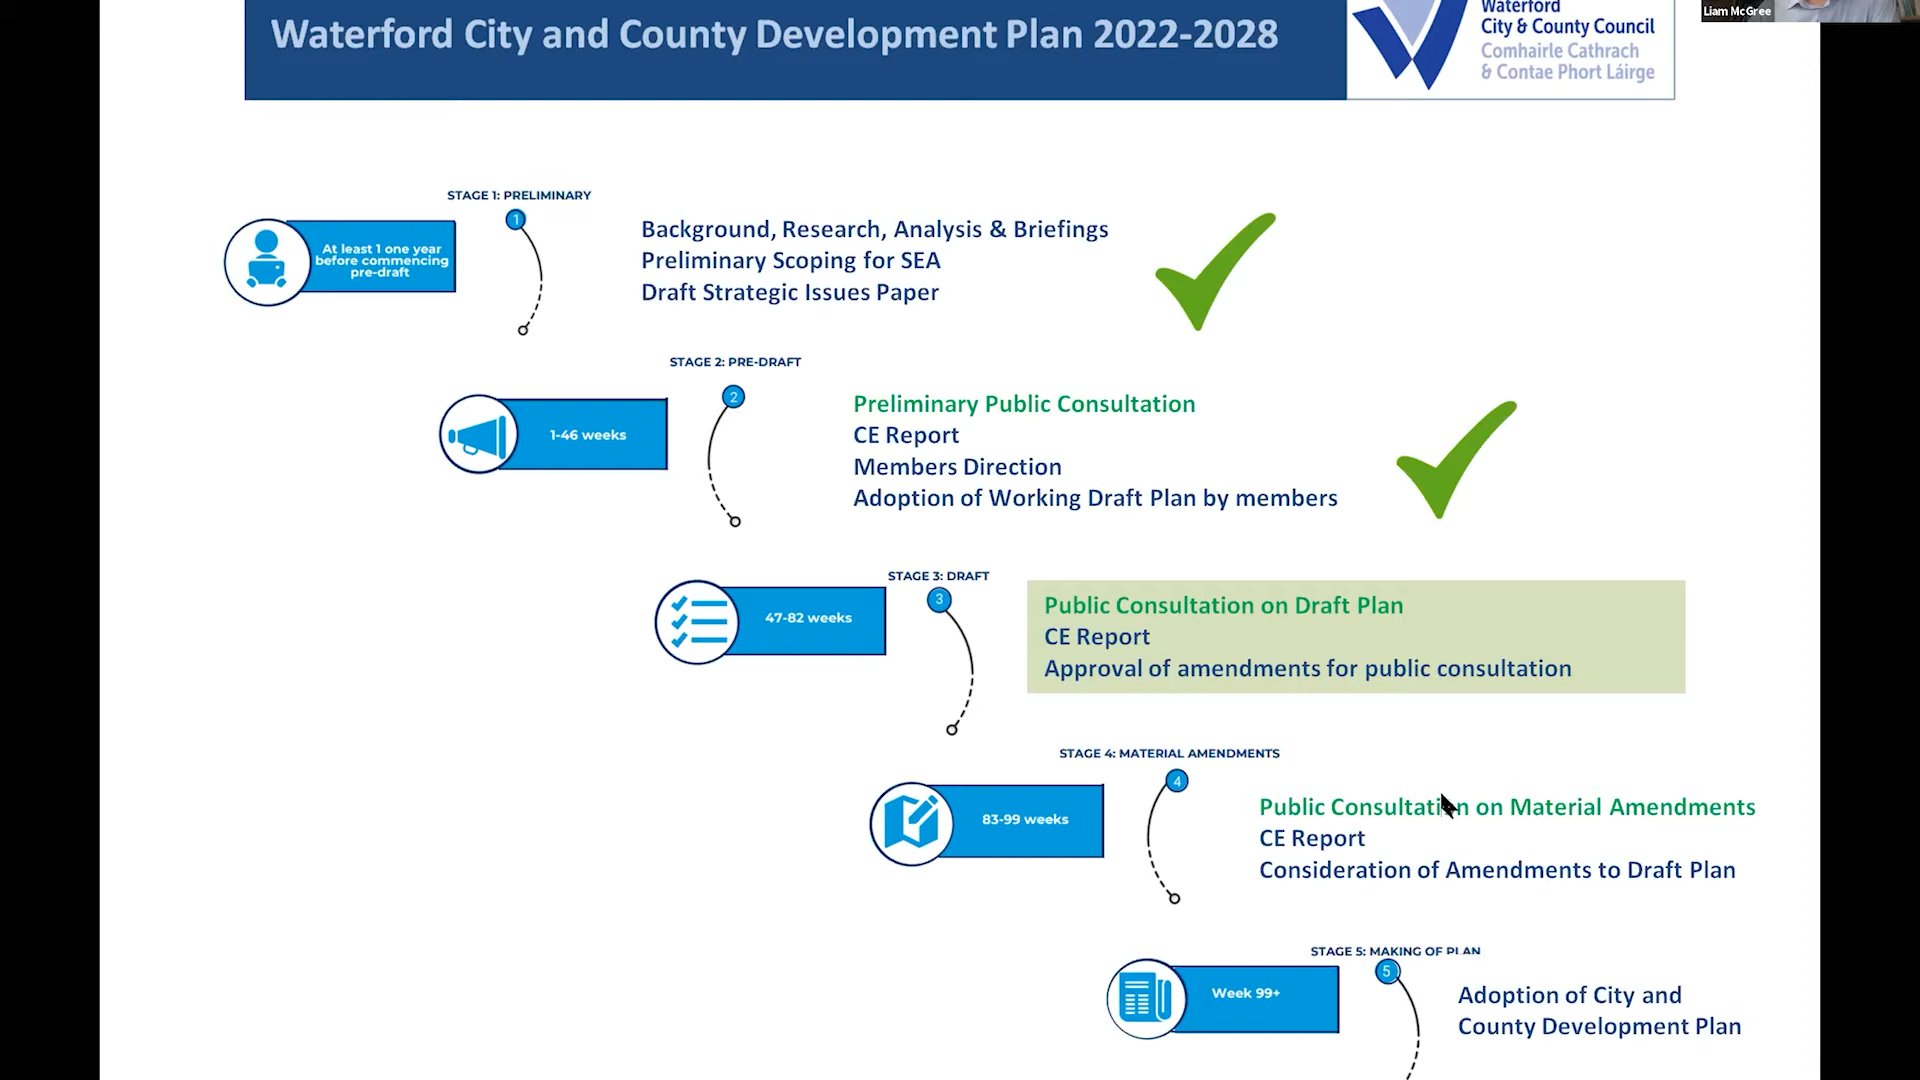 Waterford City and County Development Plan 2022-2028
Waterford
City & County Council
Comhairle Cathrach
& Contae Phort Láirge
Liam McGree
STAGE 1: PRELIMINARY
1
At least 1 one year
before commencing
pre-draft
Background, Research, Analysis & Briefings
Preliminary Scoping for SEA
Draft Strategic Issues Paper
STAGE 2: PRE-DRAFT
2
1-46 weeks
Preliminary Public Consultation
CE Report
Members Direction
Adoption of Working Draft Plan by members
STAGE 3: DRAFT
3
47-82 weeks
Public Consultation on Draft Plan
CE Report
Approval of amendments for public consultation
STAGE 4: MATERIAL AMENDMENTS
4
83-99 weeks
Public Consultation on Material Amendments
CE Report
Consideration of Amendments to Draft Plan
STAGE 5: MAKING OF PLAN
5
Week 99+
Adoption of City and
County Development Plan